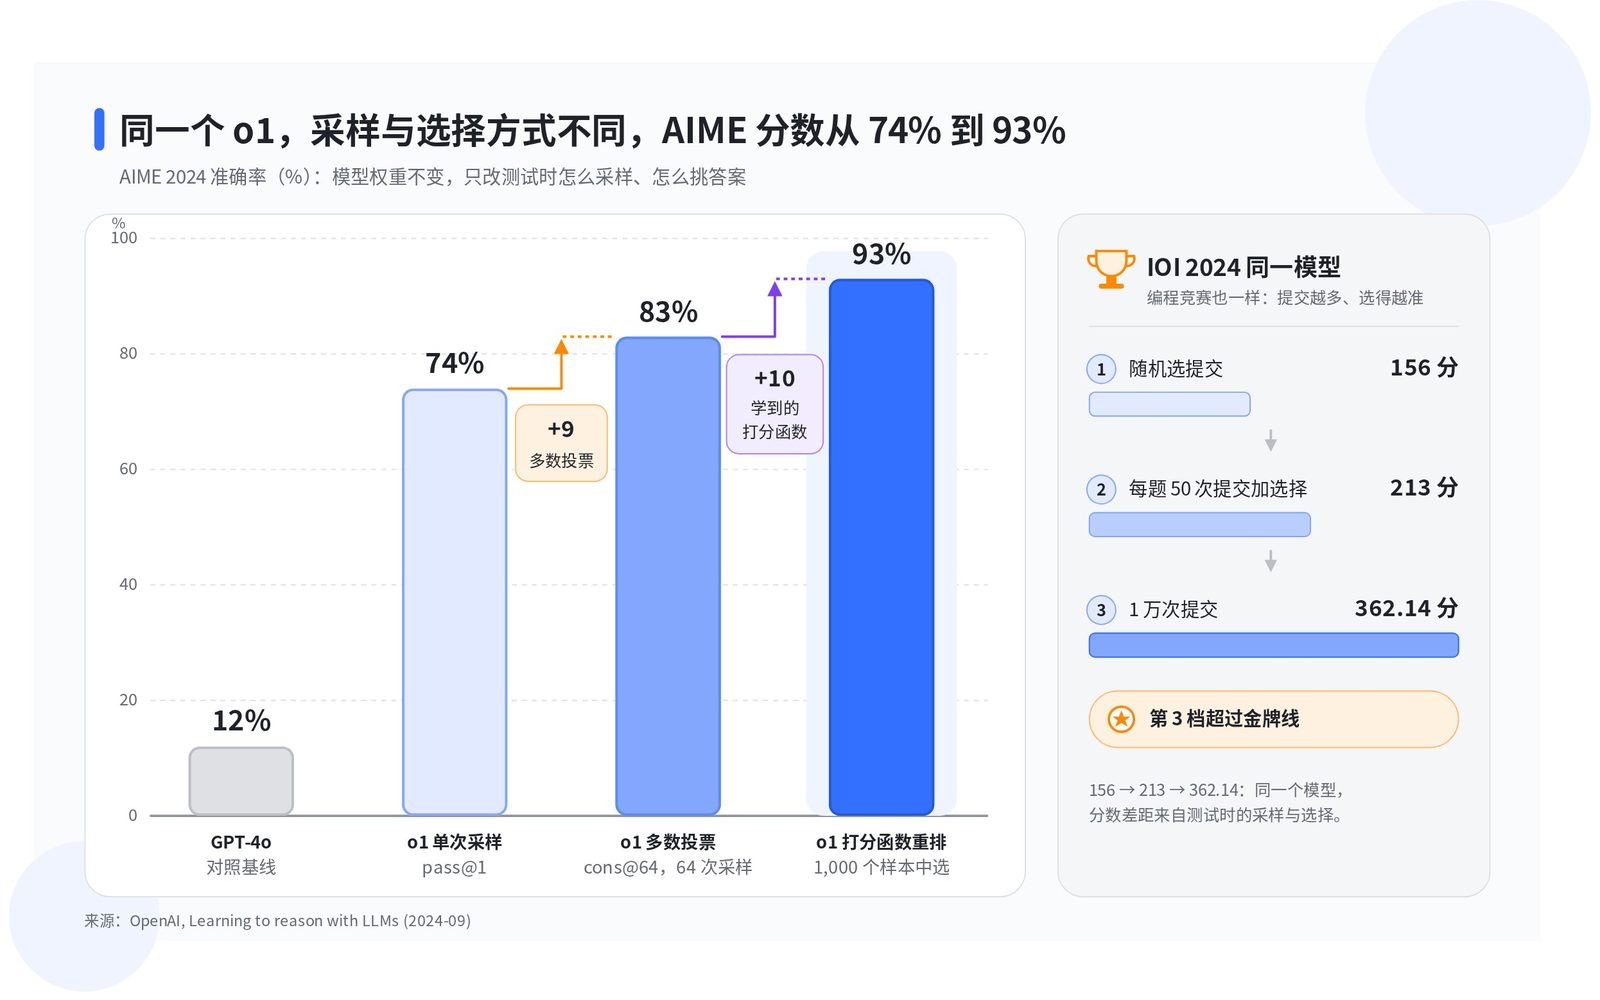 同一个 o1，采样与选择方式不同，AIME 分数从 74% 到 93%
AIME 2024 准确率（%）：模型权重不变，只改测试时怎么采样、怎么挑答案
%
100
80
60
40
20
0
12%
74%
83%
93%
+9
多数投票
+10
学到的
打分函数
GPT-4o
对照基线
o1 单次采样
pass@1
o1 多数投票
cons@64，64 次采样
o1 打分函数重排
1,000 个样本中选
IOI 2024 同一模型
编程竞赛也一样：提交越多、选得越准
1 随机选提交 156 分
2 每题 50 次提交加选择 213 分
3 1 万次提交 362.14 分
第 3 档超过金牌线
156 → 213 → 362.14：同一个模型，
分数差距来自测试时的采样与选择。
来源：OpenAI, Learning to reason with LLMs (2024-09)